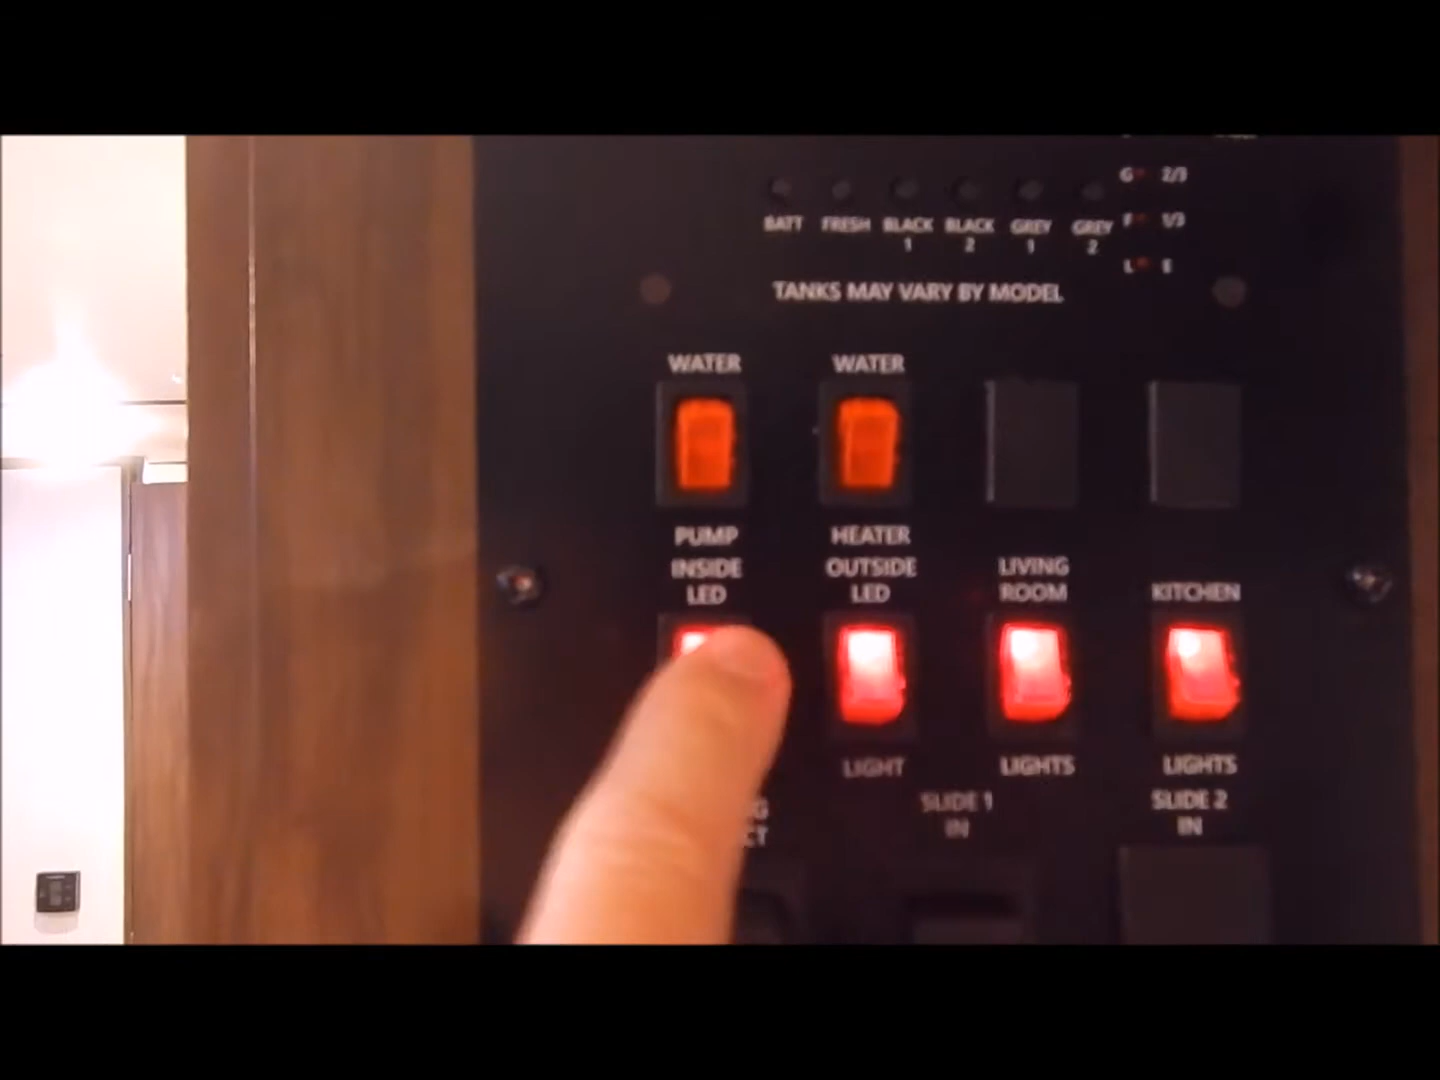 G 2/3
BATT FRESH BLACK 1 BLACK 2 GREY 1 GREY 2
F 1/3
L E
TANKS MAY VARY BY MODEL
WATER WATER
PUMP HEATER
INSIDE LED OUTSIDE LED LIVING ROOM KITCHEN
LIGHT LIGHTS LIGHTS
SLIDE 1 IN SLIDE 2 IN